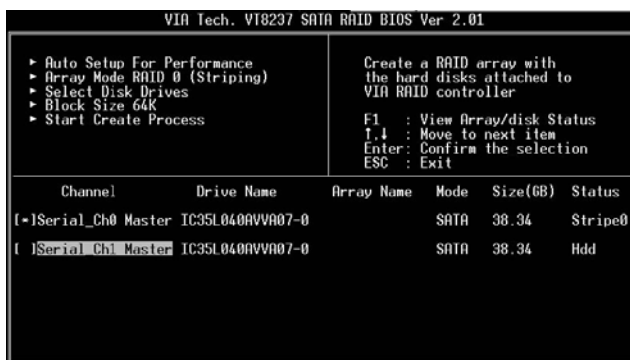 VIA Tech. VT8237 SATA RAID BIOS Ver 2.01
► Auto Setup For Performance
► Array Mode RAID 0 (Striping)
► Select Disk Drives
► Block Size 64K
► Start Create Process
Create a RAID array with
the hard disks attached to
VIA RAID controller
F1 : View Array/disk Status
↑,↓ : Move to next item
Enter: Confirm the selection
ESC : Exit
Channel Drive Name Array Name Mode Size(GB) Status
[*]Serial_Ch0 Master IC35L040AVVA07-0 SATA 38.34 Stripe0
[ ]Serial_Ch1 Master IC35L040AVVA07-0 SATA 38.34 Hdd